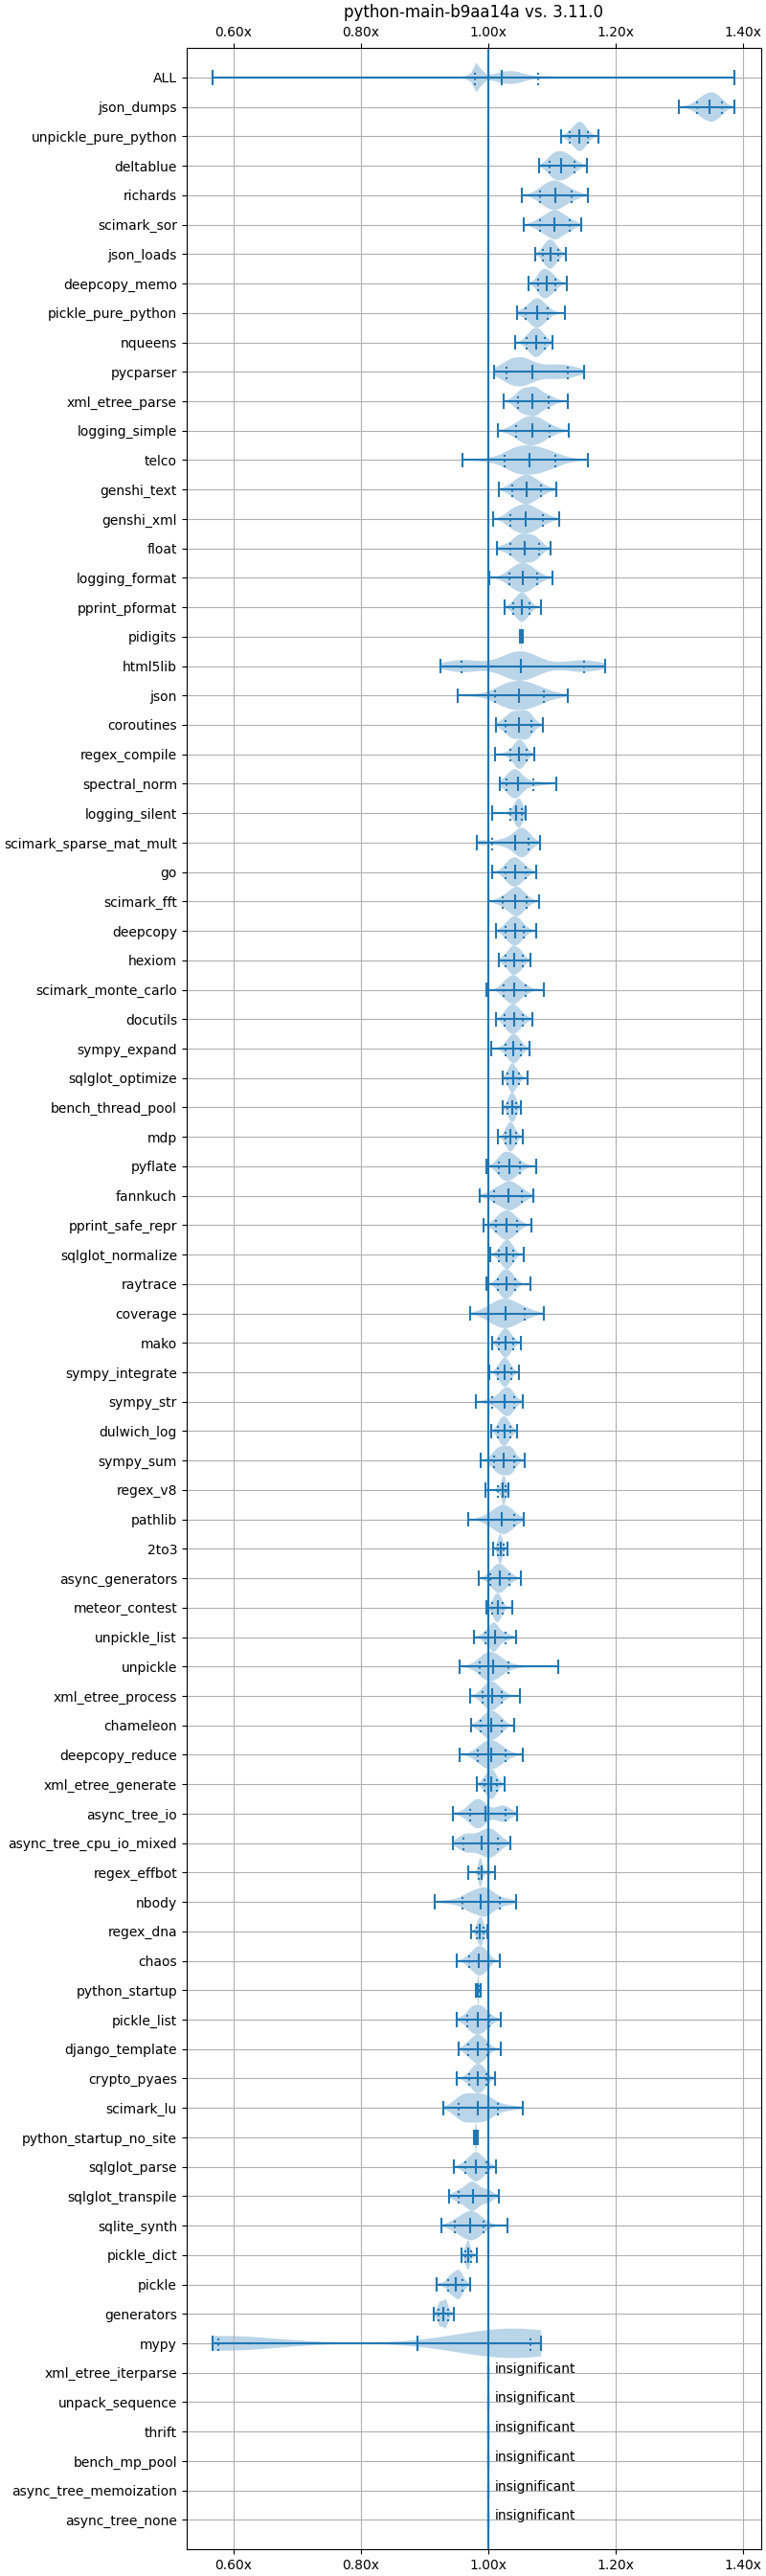 python-main-b9aa14a vs. 3.11.0
0.60x 0.80x 1.00x 1.20x 1.40x
ALL
json_dumps
unpickle_pure_python
deltablue
richards
scimark_sor
json_loads
deepcopy_memo
pickle_pure_python
nqueens
pycparser
xml_etree_parse
logging_simple
telco
genshi_text
genshi_xml
float
logging_format
pprint_pformat
pidigits
html5lib
json
coroutines
regex_compile
spectral_norm
logging_silent
scimark_sparse_mat_mult
go
scimark_fft
deepcopy
hexiom
scimark_monte_carlo
docutils
sympy_expand
sqlglot_optimize
bench_thread_pool
mdp
pyflate
fannkuch
pprint_safe_repr
sqlglot_normalize
raytrace
coverage
mako
sympy_integrate
sympy_str
dulwich_log
sympy_sum
regex_v8
pathlib
2to3
async_generators
meteor_contest
unpickle_list
unpickle
xml_etree_process
chameleon
deepcopy_reduce
xml_etree_generate
async_tree_io
async_tree_cpu_io_mixed
regex_effbot
nbody
regex_dna
chaos
python_startup
pickle_list
django_template
crypto_pyaes
scimark_lu
python_startup_no_site
sqlglot_parse
sqlglot_transpile
sqlite_synth
pickle_dict
pickle
generators
mypy
xml_etree_iterparse insignificant
unpack_sequence insignificant
thrift insignificant
bench_mp_pool insignificant
async_tree_memoization insignificant
async_tree_none insignificant
0.60x 0.80x 1.00x 1.20x 1.40x